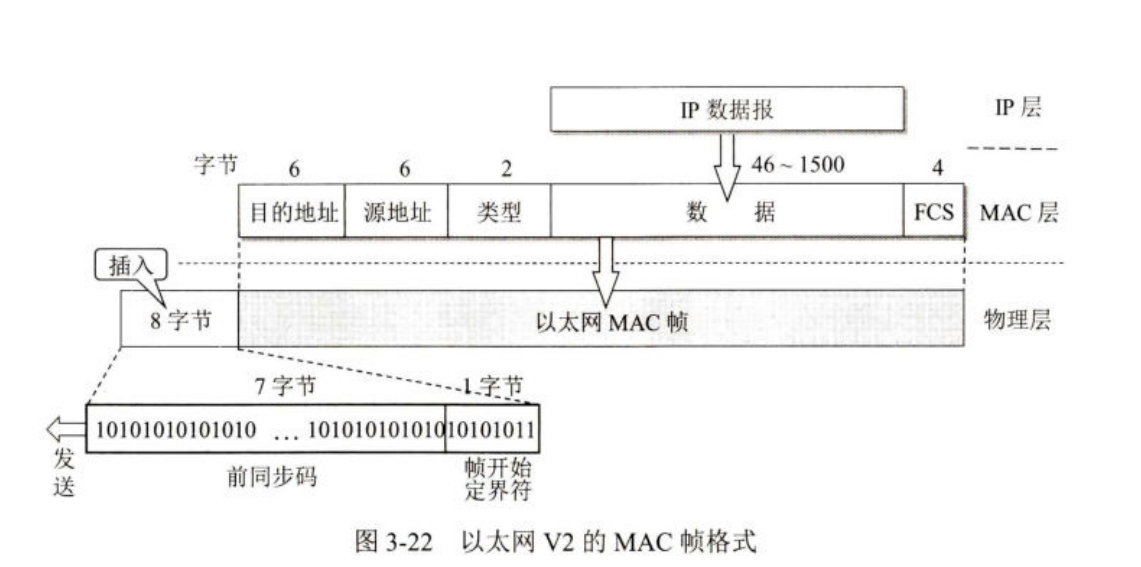 IP 数据报
IP 层
字节 6 6 2 46 ~ 1500 4
目的地址 源地址 类型 数 据 FCS MAC 层
插入
8 字节 以太网 MAC 帧 物理层
7 字节 1 字节
10101010101010 … 101010101010 10101011
发送
前同步码
帧开始
定界符
图 3-22 以太网 V2 的 MAC 帧格式